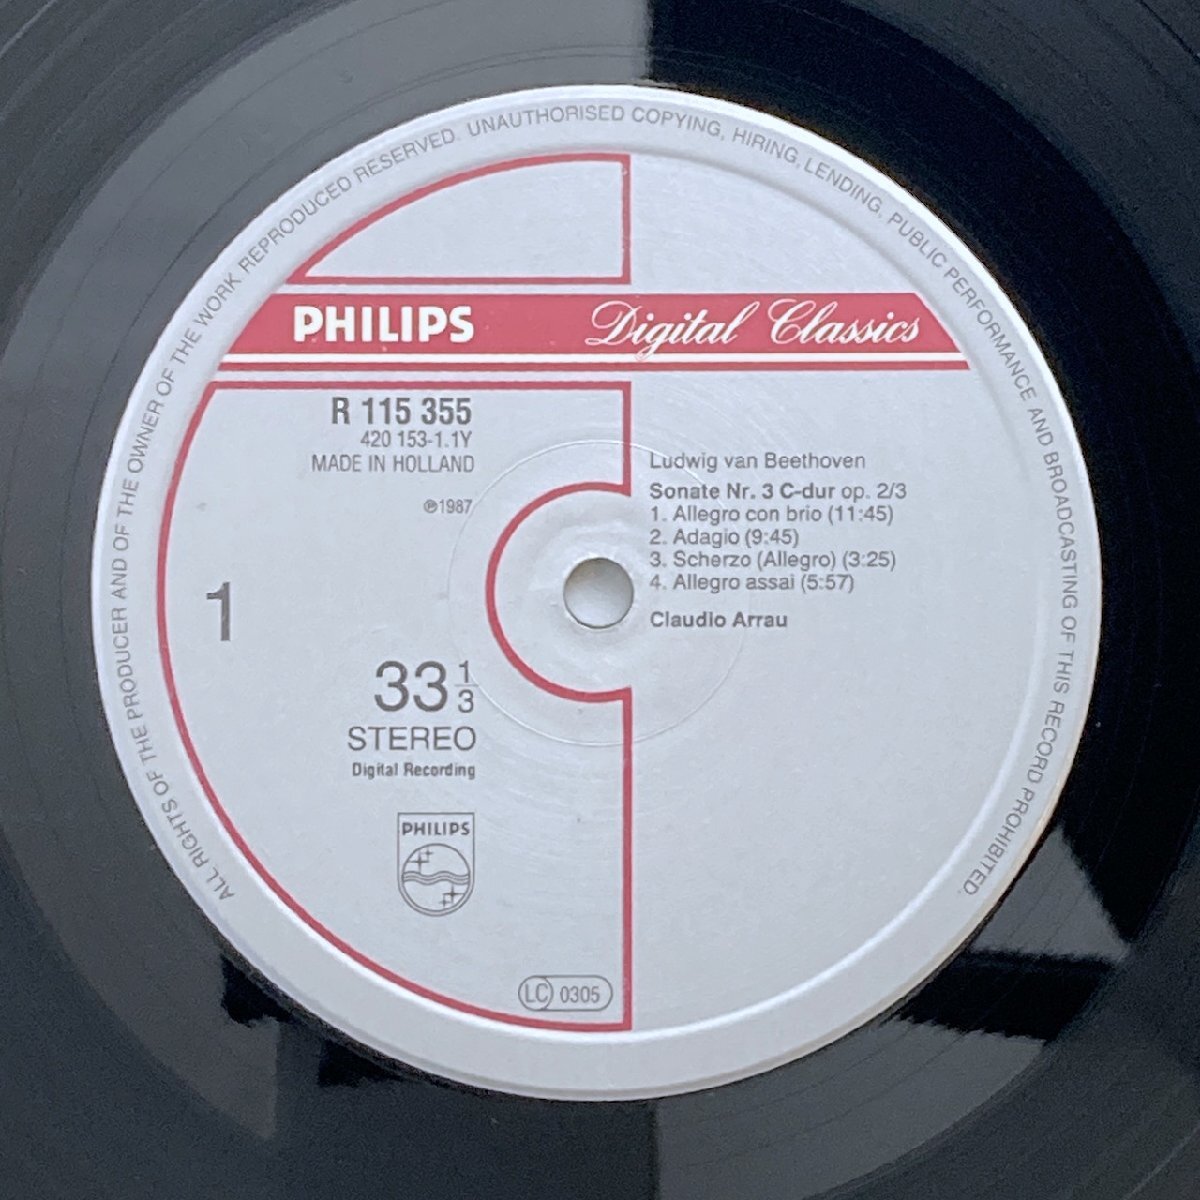 ALL RIGHTS OF THE PRODUCER AND OF THE OWNER OF THE WORK REPRODUCED RESERVED. UNAUTHORISED COPYING, HIRING, LENDING, PUBLIC PERFORMANCE AND BROADCASTING OF THIS RECORD PROHIBITED.
PHILIPS Digital Classics
R 115 355
420 153-1.1Y
MADE IN HOLLAND
℗1987
1
33 1/3
STEREO
Digital Recording
PHILIPS
LC 0305
Ludwig van Beethoven
Sonate Nr. 3 C-dur op. 2/3
1. Allegro con brio (11:45)
2. Adagio (9:45)
3. Scherzo (Allegro) (3:25)
4. Allegro assai (5:57)
Claudio Arrau